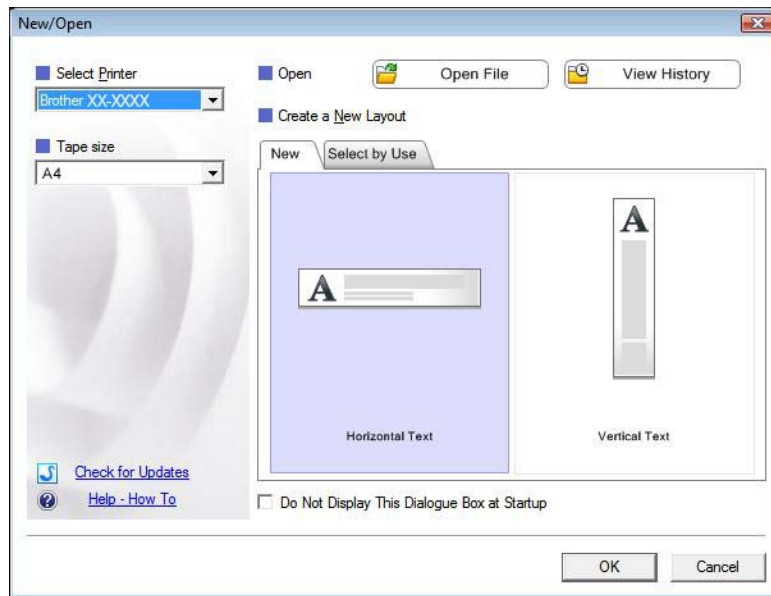 New/Open
Select Printer
Brother XX-XXXX
Tape size
A4
Check for Updates
Help - How To
Open
Open File
View History
Create a New Layout
New
Select by Use
A
Horizontal Text
A
Vertical Text
Do Not Display This Dialogue Box at Startup
OK
Cancel